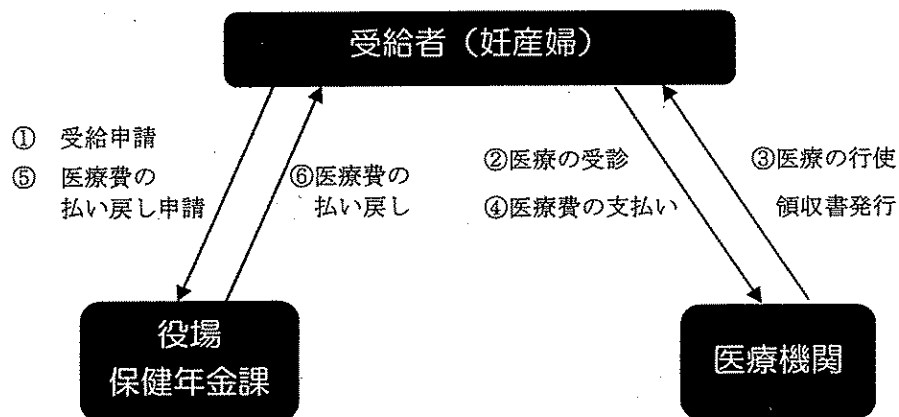 受給者（妊産婦）
① 受給申請
⑤ 医療費の
払い戻し申請
⑥医療費の
払い戻し
②医療の受診
④医療費の支払い
③医療の行使
領収書発行
役場
保健年金課
医療機関